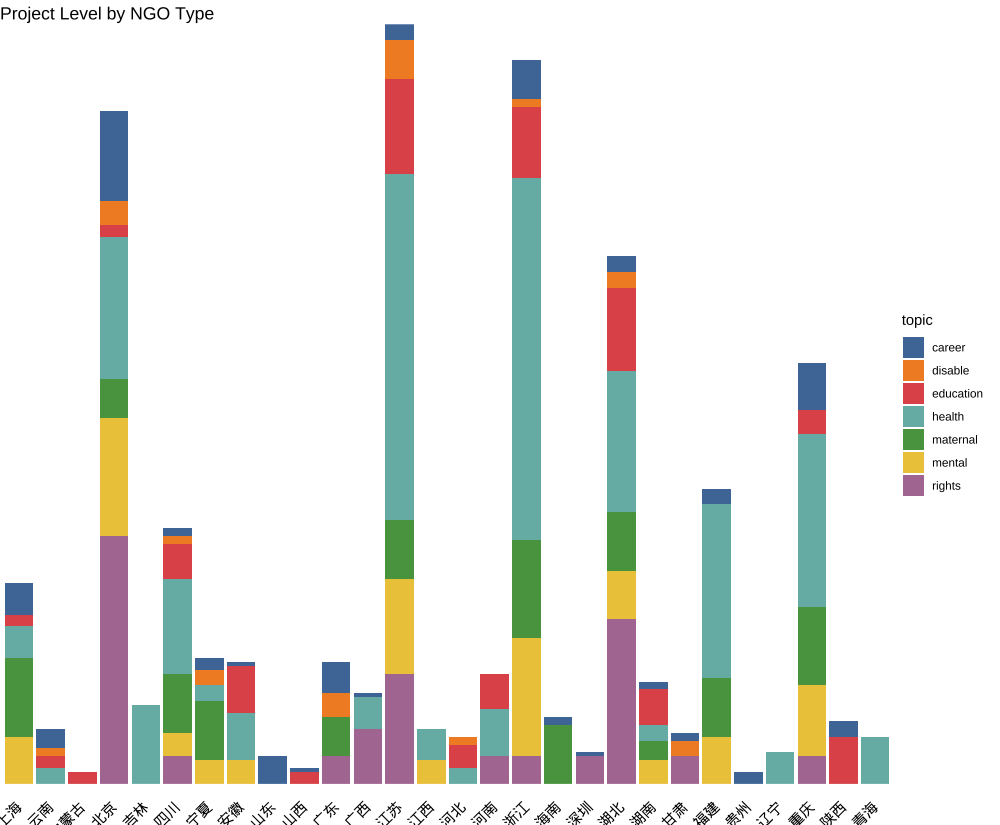 Project Level by NGO Type
topic
career
disable
education
health
maternal
mental
rights
上海
云南
蒙古
北京
吉林
四川
宁夏
安徽
山东
山西
广东
广西
江苏
江西
河北
河南
浙江
海南
深圳
湖北
湖南
甘肃
福建
贵州
辽宁
重庆
陕西
青海